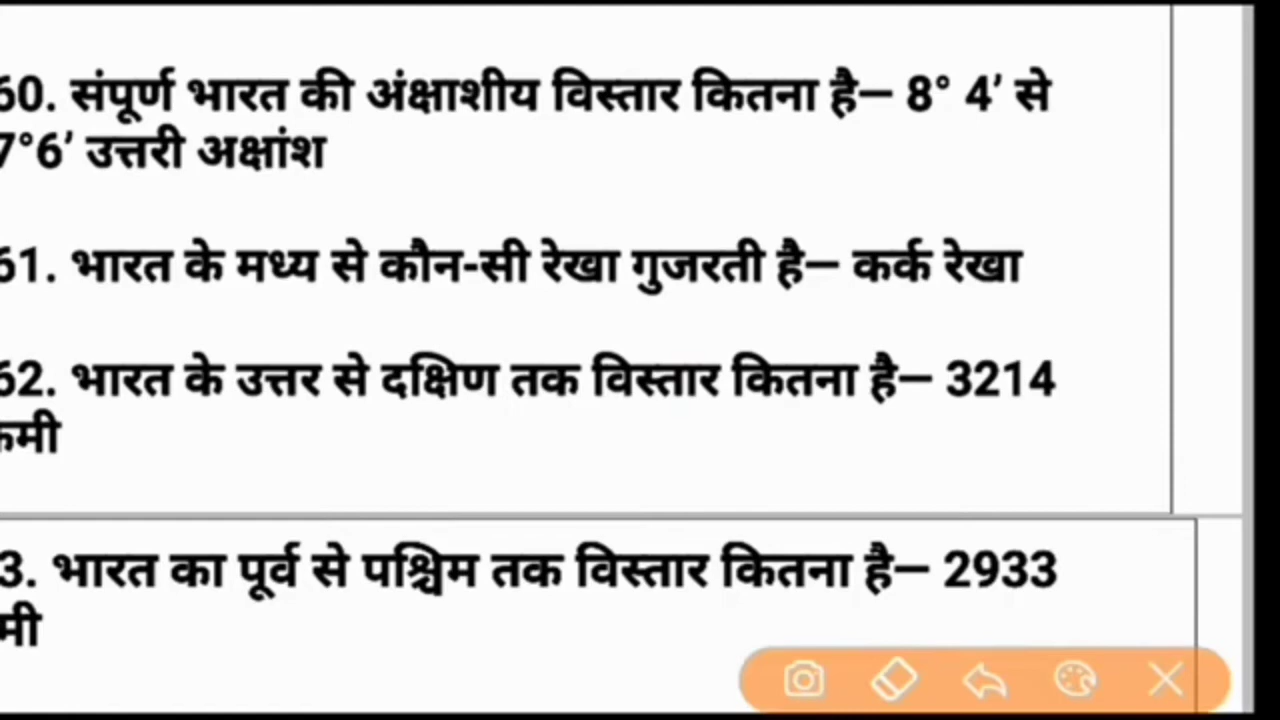 60. संपूर्ण भारत की अंक्षाशीय विस्तार कितना है– 8° 4’ से
7°6’ उत्तरी अक्षांश
61. भारत के मध्य से कौन-सी रेखा गुजरती है– कर्क रेखा
62. भारत के उत्तर से दक्षिण तक विस्तार कितना है– 3214
कमी
3. भारत का पूर्व से पश्चिम तक विस्तार कितना है– 2933
मी